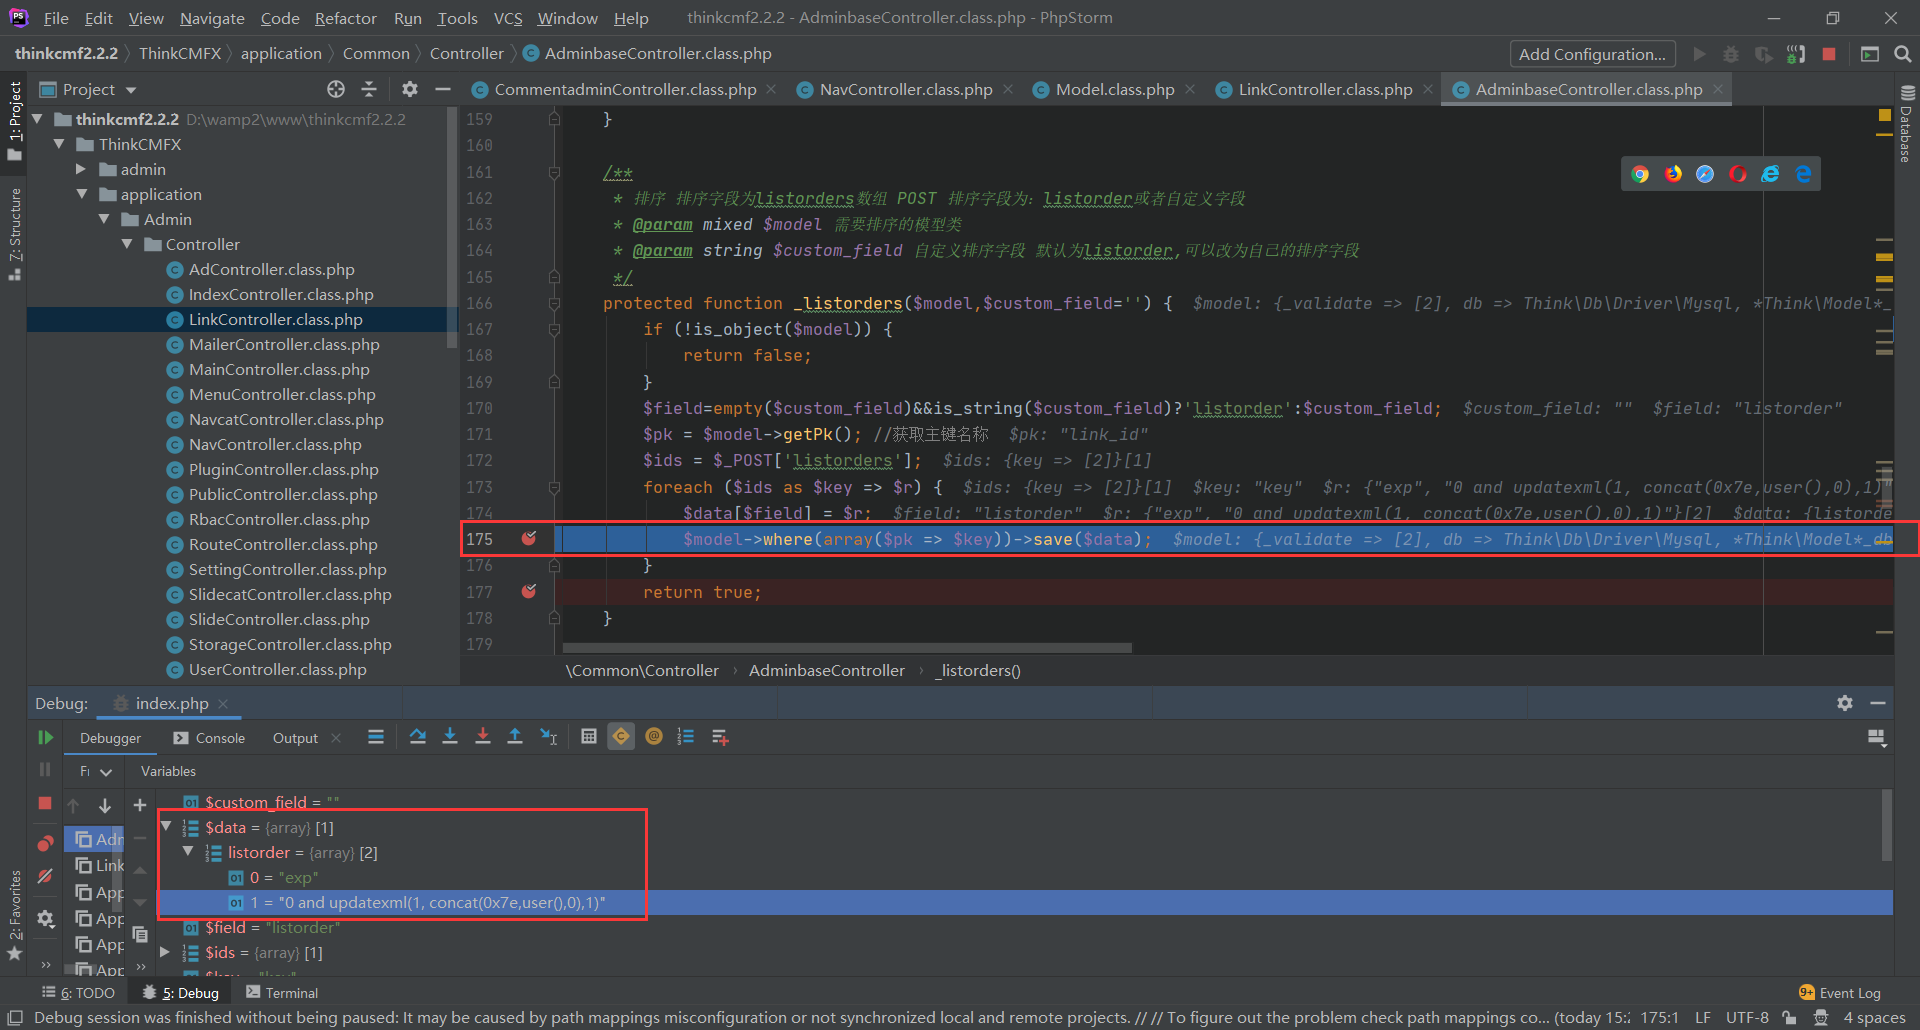 File Edit View Navigate Code Refactor Run Tools VCS Window Help thinkcmf2.2.2 - AdminbaseController.class.php - PhpStorm
thinkcmf2.2.2 ThinkCMFX application Common Controller AdminbaseController.class.php Add Configuration...
1: Project
7: Structure
2: Favorites
Database
Project
thinkcmf2.2.2 D:\wamp2\www\thinkcmf2.2.2
ThinkCMFX
admin
application
Admin
Controller
AdController.class.php
IndexController.class.php
LinkController.class.php
MailerController.class.php
MainController.class.php
MenuController.class.php
NavcatController.class.php
NavController.class.php
PluginController.class.php
PublicController.class.php
RbacController.class.php
RouteController.class.php
SettingController.class.php
SlidecatController.class.php
SlideController.class.php
StorageController.class.php
UserController.class.php
CommentadminController.class.php NavController.class.php Model.class.php LinkController.class.php AdminbaseController.class.php
159 }
160
161 /**
162 * 排序 排序字段为listorders数组 POST 排序字段为：listorder或者自定义字段
163 * @param mixed $model 需要排序的模型类
164 * @param string $custom_field 自定义排序字段 默认为listorder,可以改为自己的排序字段
165 */
166 protected function _listorders($model,$custom_field='') { $model: {_validate => [2], db => Think\Db\Driver\Mysql, *Think\Model*_
167 if (!is_object($model)) {
168 return false;
169 }
170 $field=empty($custom_field)&&is_string($custom_field)?'listorder':$custom_field; $custom_field: "" $field: "listorder"
171 $pk = $model->getPk(); //获取主键名称 $pk: "link_id"
172 $ids = $_POST['listorders']; $ids: {key => [2]}[1]
173 foreach ($ids as $key => $r) { $ids: {key => [2]}[1] $key: "key" $r: {"exp", "0 and updatexml(1, concat(0x7e,user(),0),1)"
174 $data[$field] = $r; $field: "listorder" $r: {"exp", "0 and updatexml(1, concat(0x7e,user(),0),1)"}[2] $data: {listorde
175 $model->where(array($pk => $key))->save($data); $model: {_validate => [2], db => Think\Db\Driver\Mysql, *Think\Model*_db
176 }
177 return true;
178 }
179
\Common\Controller AdminbaseController _listorders()
Debug: index.php
Debugger Console Output
Variables
Adm
Link
App
App
App
App
$custom_field = ""
$data = {array} [1]
listorder = {array} [2]
0 = "exp"
1 = "0 and updatexml(1, concat(0x7e,user(),0),1)"
$field = "listorder"
$ids = {array} [1]
$key = "key"
6: TODO 5: Debug Terminal 9+ Event Log
Debug session was finished without being paused: It may be caused by path mappings misconfiguration or not synchronized local and remote projects. // // To figure out the problem check path mappings co... (today 15:2 175:1 LF UTF-8 4 spaces